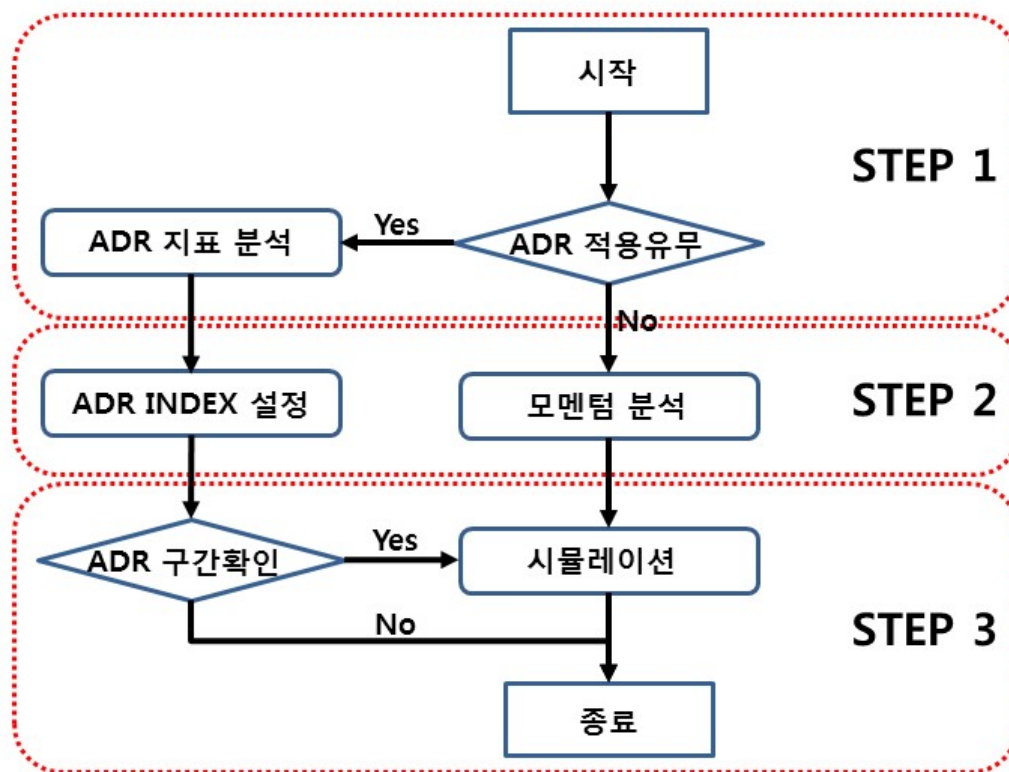 시작
STEP 1
Yes
ADR 지표 분석
ADR 적용유무
No
ADR INDEX 설정
모멘텀 분석
STEP 2
ADR 구간확인
Yes
시뮬레이션
No
STEP 3
종료